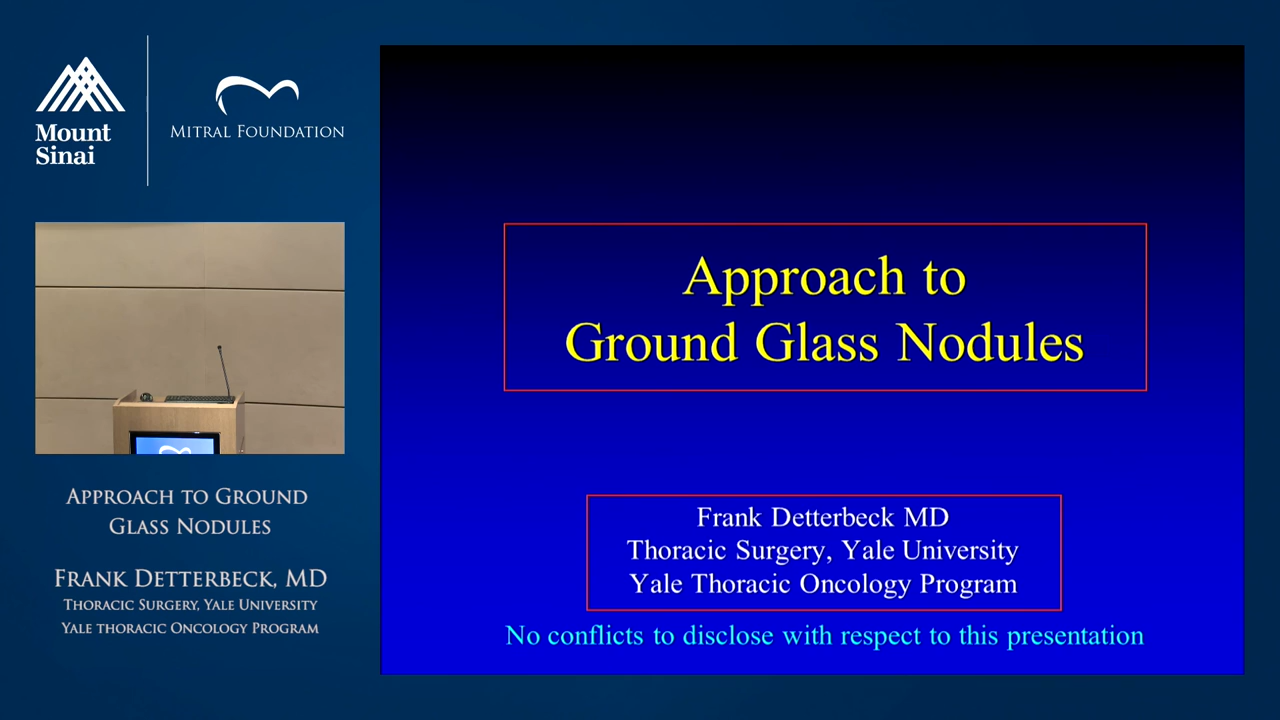 Mount
Sinai
MITRAL FOUNDATION
APPROACH TO GROUND
GLASS NODULES
FRANK DETTERBECK, MD
THORACIC SURGERY, YALE UNIVERSITY
YALE THORACIC ONCOLOGY PROGRAM
Approach to
Ground Glass Nodules
Frank Detterbeck MD
Thoracic Surgery, Yale University
Yale Thoracic Oncology Program
No conflicts to disclose with respect to this presentation